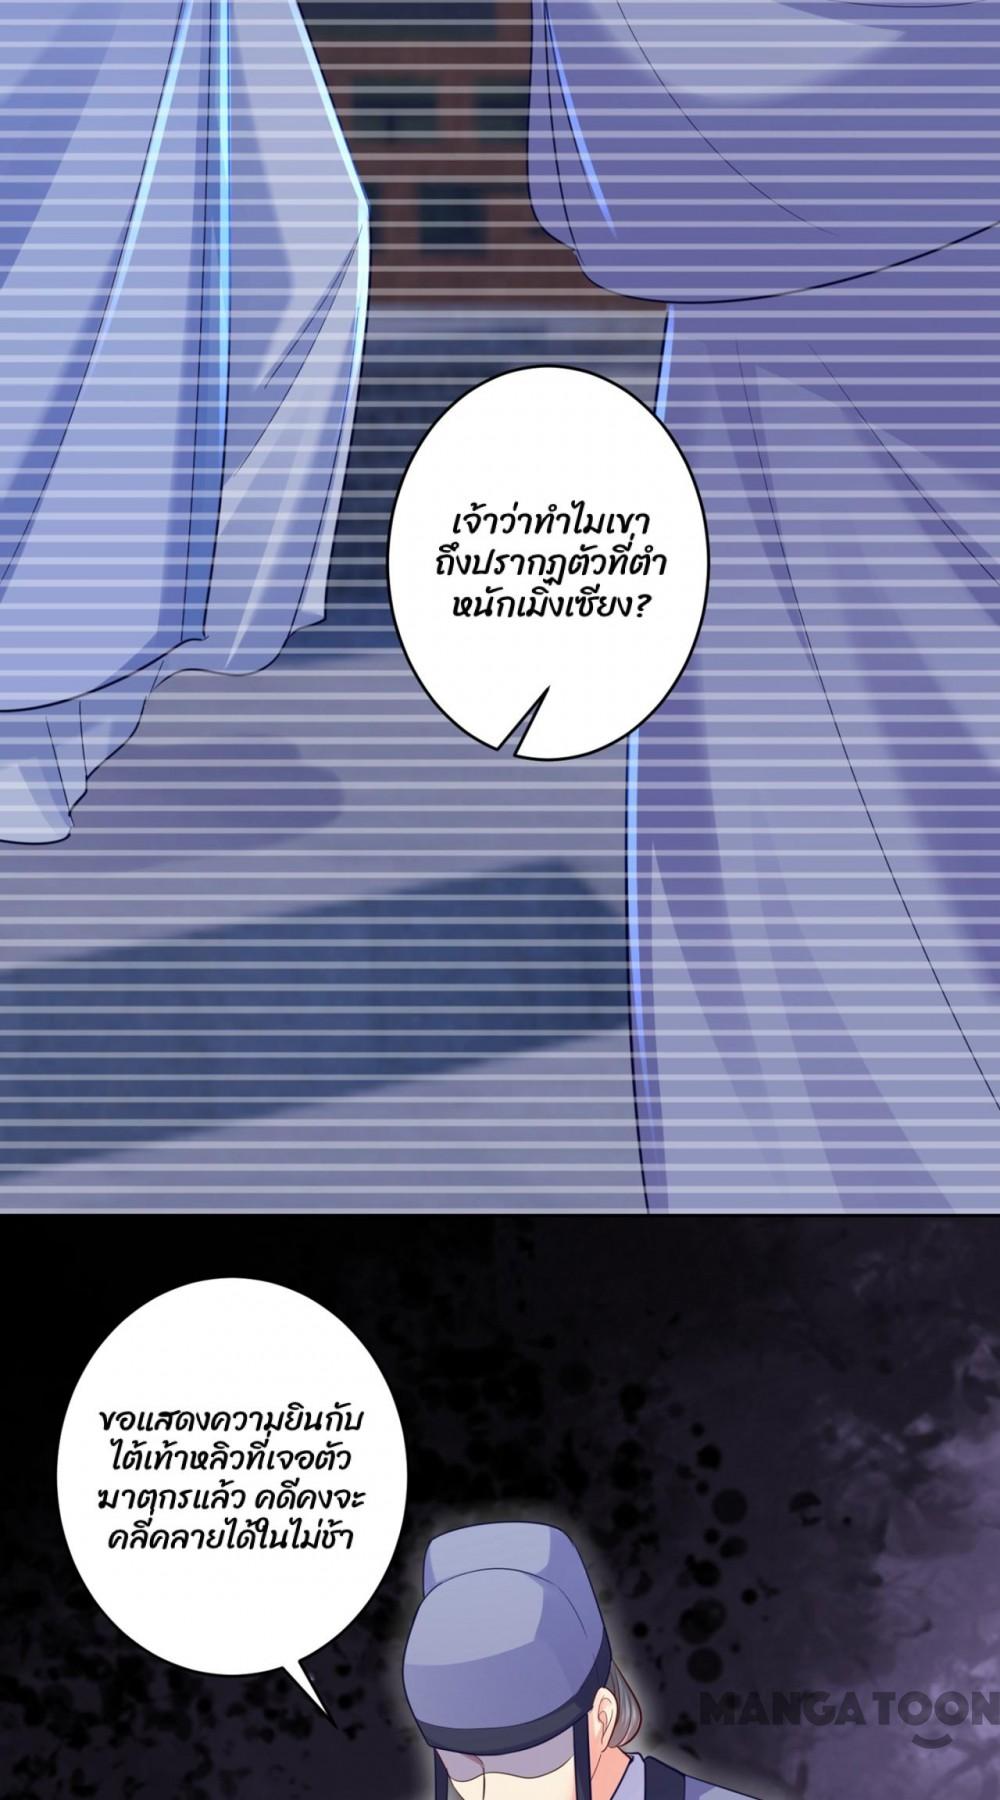 เจ้าว่าทำไมเขา
ถึงปรากฏตัวที่ตำ
หนักเมิ่งเซียง?
ขอแสดงความยินกับ
ไต้เท้าหลิวที่เจอตัว
ฆาตกรแล้ว คดีคงจะ
คลี่คลายได้ในไม่ช้า
MANGA TOON